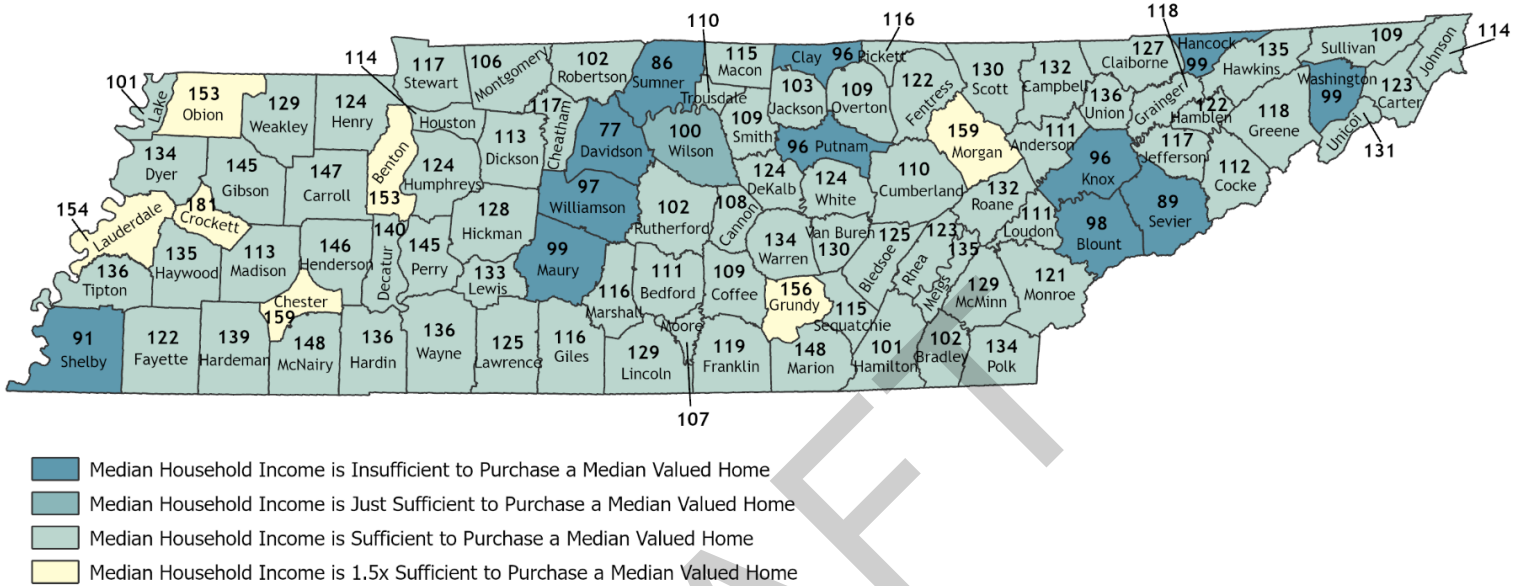 110
116
118
114
101
114
117
Stewart
106
Montgomery
102
Robertson
86
Sumner
115
Macon
Clay 96
Pickett
122
Fentress
130
Scott
132
Campbell
127
Claiborne
Hancock
99
135
Hawkins
Sullivan
109
Johnson
Lake
153
Obion
129
Weakley
124
Henry
Houston
117
Cheatham
Trousdale
103
Jackson
109
Overton
136
Union
Grainger
122
Hamblen
118
Greene
Washington
99
123
Carter
Unicoi
131
134
Dyer
145
Gibson
147
Carroll
Benton
153
124
Humphreys
113
Dickson
77
Davidson
100
Wilson
109
Smith
96 Putnam
159
Morgan
111
Anderson
96
Knox
117
Jefferson
112
Cocke
154
Lauderdale
181
Crockett
128
Hickman
97
Williamson
102
Rutherford
108
Cannon
124
DeKalb
124
White
110
Cumberland
132
Roane
111
Loudon
98
Blount
89
Sevier
136
Tipton
135
Haywood
113
Madison
146
Henderson
140
Decatur
145
Perry
133
Lewis
99
Maury
116
Marshall
111
Bedford
109
Coffee
134
Warren
Van Buren
130
125
Bledsoe
123
Rhea
135
Meigs
129
McMinn
121
Monroe
91
Shelby
122
Fayette
139
Hardeman
Chester
159
148
McNairy
136
Hardin
136
Wayne
125
Lawrence
116
Giles
129
Lincoln
Moore
119
Franklin
156
Grundy
115
Sequatchie
148
Marion
101
Hamilton
102
Bradley
134
Polk
107
Median Household Income is Insufficient to Purchase a Median Valued Home
Median Household Income is Just Sufficient to Purchase a Median Valued Home
Median Household Income is Sufficient to Purchase a Median Valued Home
Median Household Income is 1.5x Sufficient to Purchase a Median Valued Home